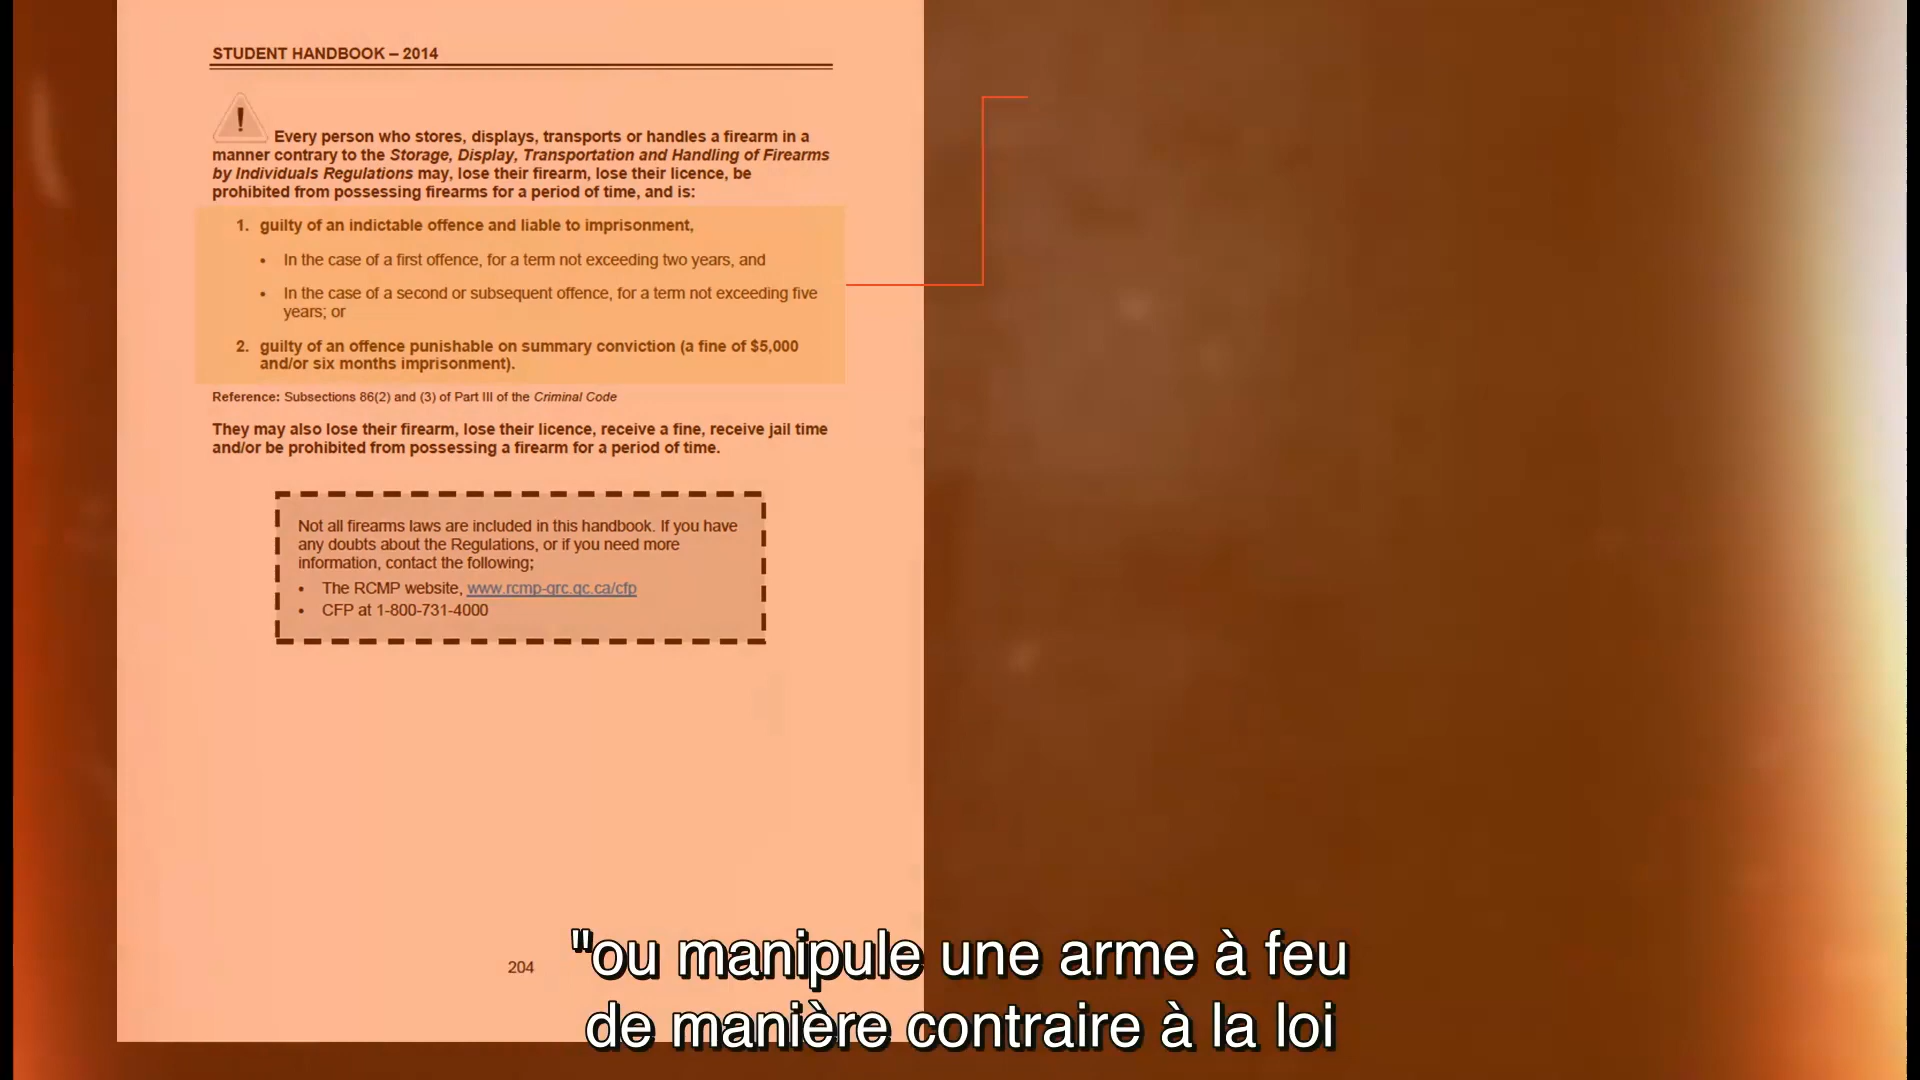 STUDENT HANDBOOK – 2014
! Every person who stores, displays, transports or handles a firearm in a
manner contrary to the Storage, Display, Transportation and Handling of Firearms
by Individuals Regulations may, lose their firearm, lose their licence, be
prohibited from possessing firearms for a period of time, and is:
1. guilty of an indictable offence and liable to imprisonment,
• In the case of a first offence, for a term not exceeding two years, and
• In the case of a second or subsequent offence, for a term not exceeding five
years; or
2. guilty of an offence punishable on summary conviction (a fine of $5,000
and/or six months imprisonment).
Reference: Subsections 86(2) and (3) of Part III of the Criminal Code
They may also lose their firearm, lose their licence, receive a fine, receive jail time
and/or be prohibited from possessing a firearm for a period of time.
Not all firearms laws are included in this handbook. If you have
any doubts about the Regulations, or if you need more
information, contact the following;
• The RCMP website, www.rcmp-grc.gc.ca/cfp
• CFP at 1-800-731-4000
204
"ou manipule une arme à feu
de manière contraire à la loi